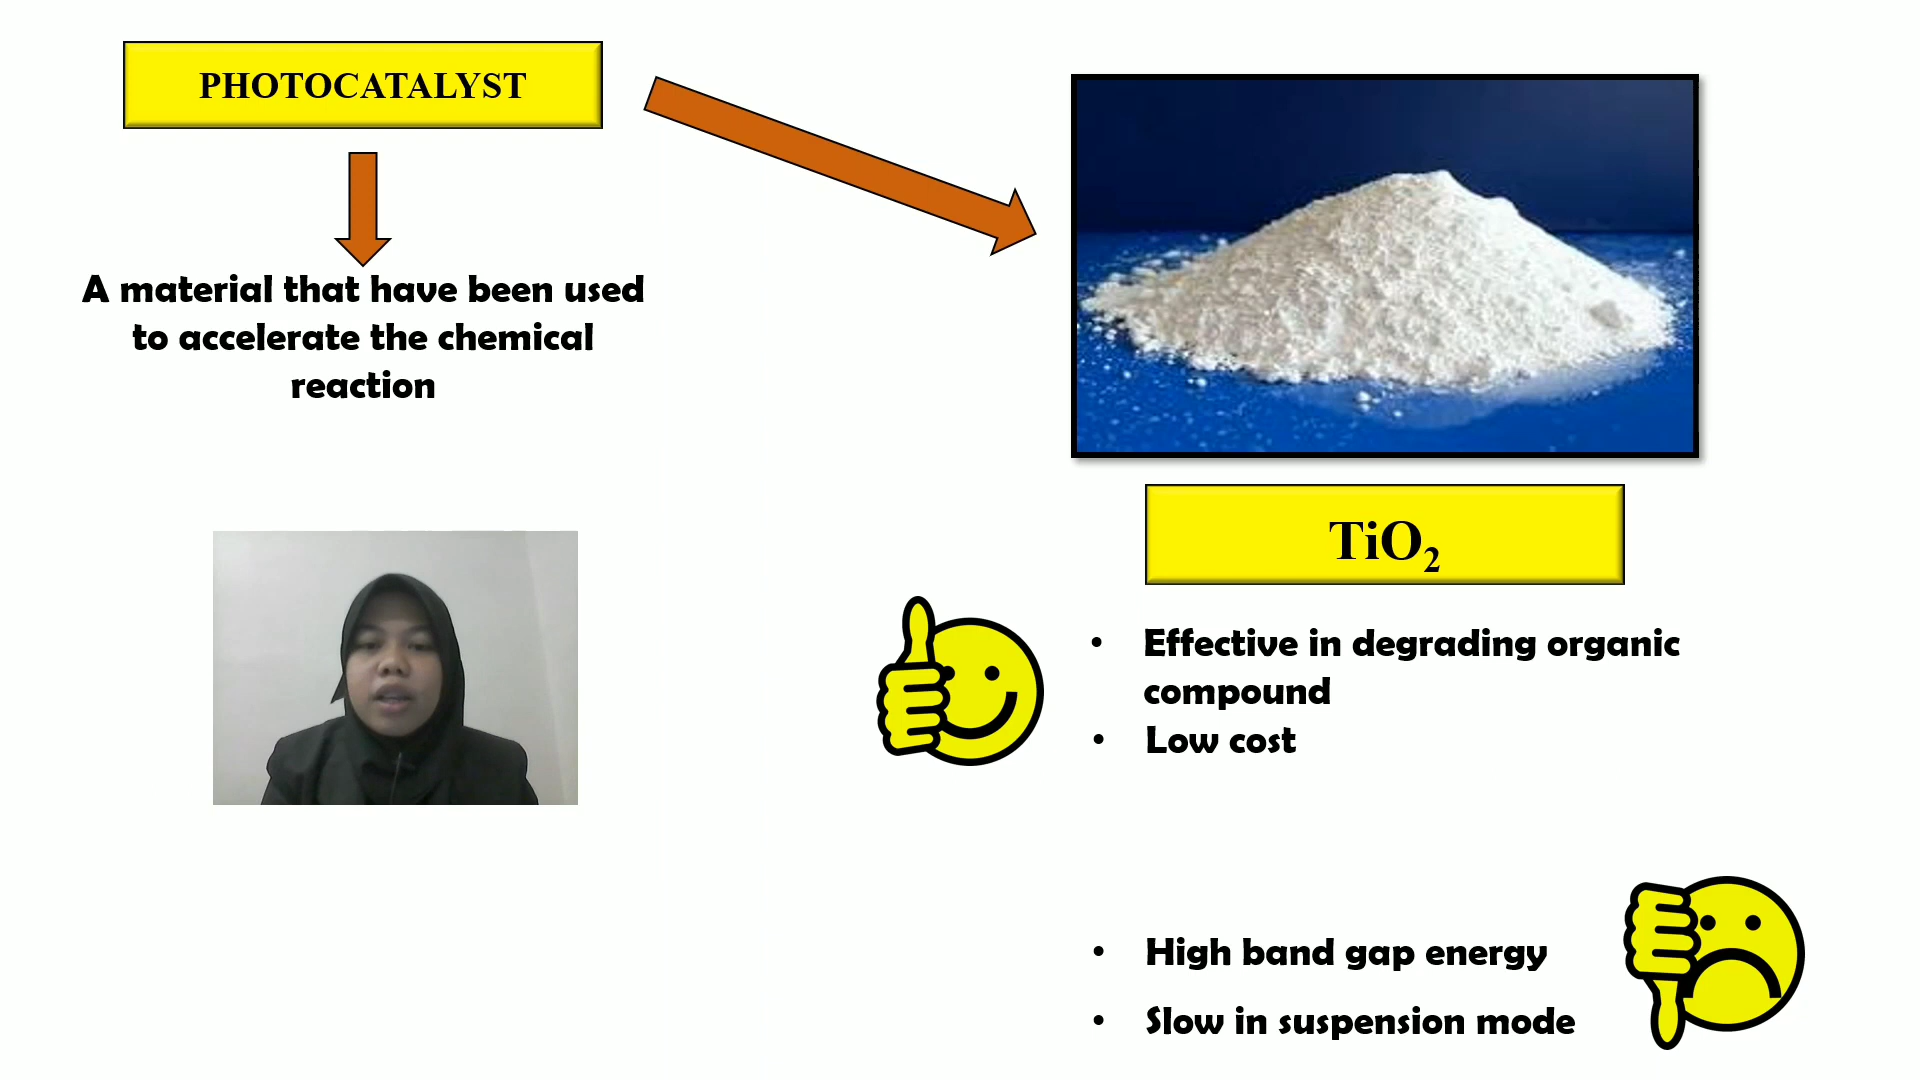 PHOTOCATALYST
A material that have been used
to accelerate the chemical
reaction
TiO₂
• Effective in degrading organic
compound
• Low cost
• High band gap energy
• Slow in suspension mode